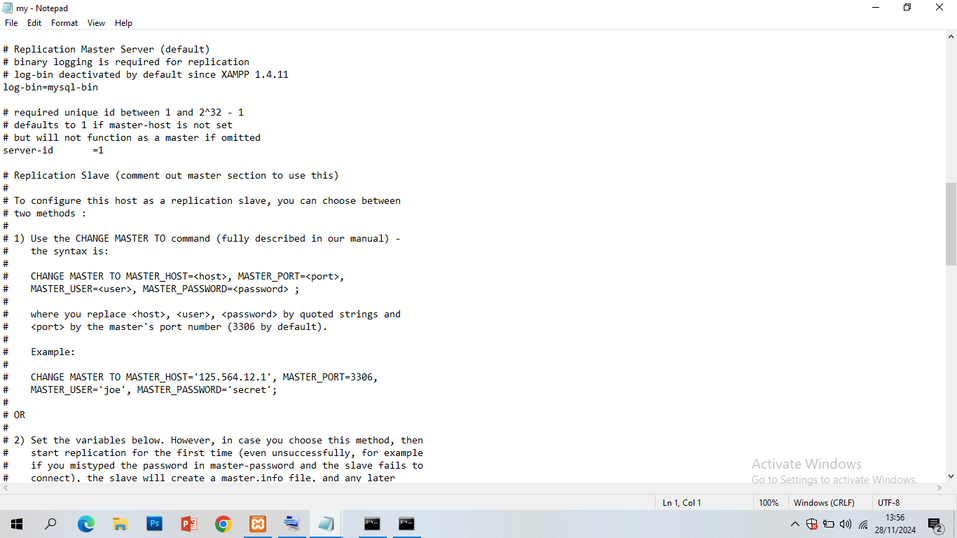 my - Notepad
File Edit Format View Help
# Replication Master Server (default)
# binary logging is required for replication
# log-bin deactivated by default since XAMPP 1.4.11
log-bin=mysql-bin
# required unique id between 1 and 2^32 - 1
# defaults to 1 if master-host is not set
# but will not function as a master if omitted
server-id       =1
# Replication Slave (comment out master section to use this)
#
# To configure this host as a replication slave, you can choose between
# two methods :
#
# 1) Use the CHANGE MASTER TO command (fully described in our manual) -
#    the syntax is:
#
#    CHANGE MASTER TO MASTER_HOST=<host>, MASTER_PORT=<port>,
#    MASTER_USER=<user>, MASTER_PASSWORD=<password> ;
#
#    where you replace <host>, <user>, <password> by quoted strings and
#    <port> by the master's port number (3306 by default).
#
#    Example:
#
#    CHANGE MASTER TO MASTER_HOST='125.564.12.1', MASTER_PORT=3306,
#    MASTER_USER='joe', MASTER_PASSWORD='secret';
#
# OR
#
# 2) Set the variables below. However, in case you choose this method, then
#    start replication for the first time (even unsuccessfully, for example
#    if you mistyped the password in master-password and the slave fails to
#    connect), the slave will create a master.info file, and any later
Activate Windows
Go to Settings to activate Windows.
Ln 1, Col 1 100% Windows (CRLF) UTF-8
Ps
13:56
28/11/2024
2